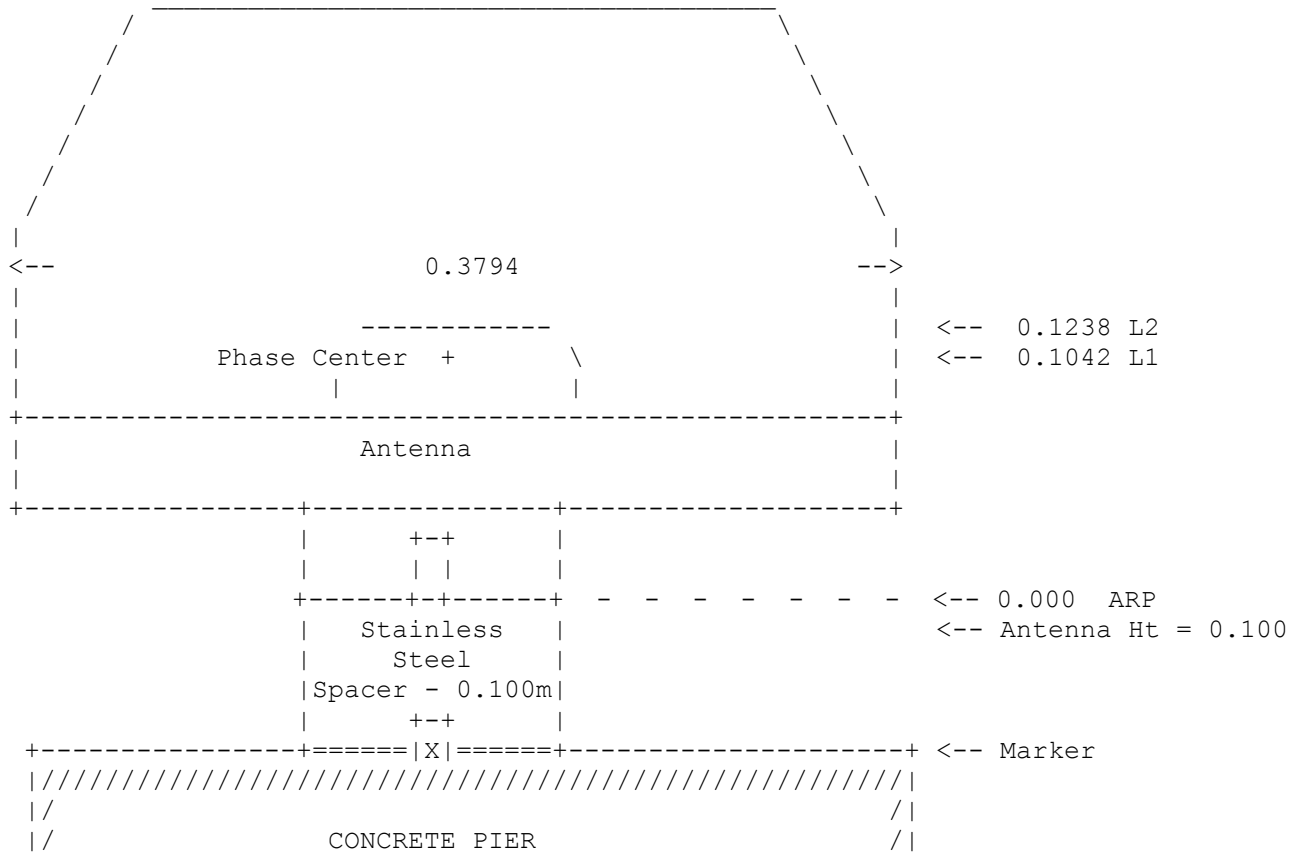 0.3794
<-- 0.1238 L2
Phase Center + <-- 0.1042 L1
Antenna
<-- 0.000 ARP
Stainless <-- Antenna Ht = 0.100
Steel
Spacer - 0.100m
X <-- Marker
CONCRETE PIER